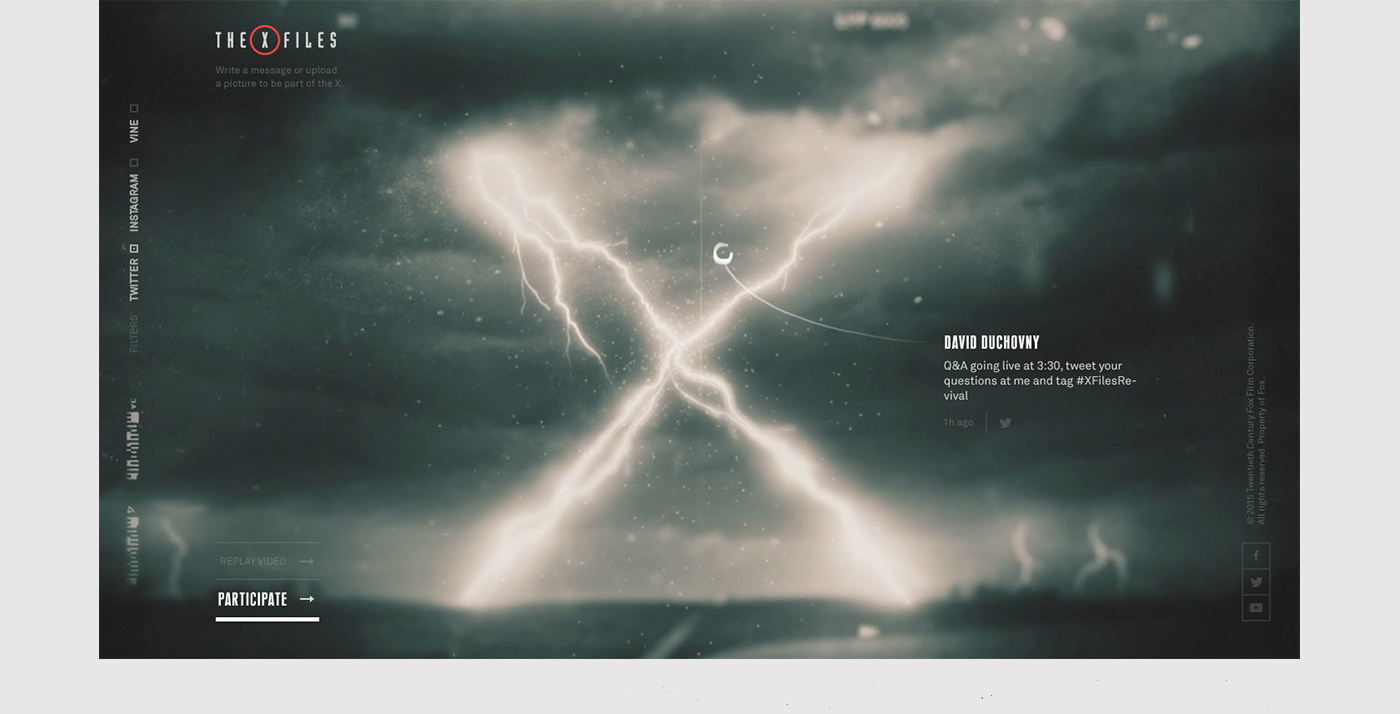 THE X FILES
Write a message or upload
a picture to be part of the X.
VINE
INSTAGRAM
TWITTER
FILTERS
DAVID DUCHOVNY
Q&A going live at 3:30, tweet your
questions at me and tag #XFilesRe-
vival
1h ago
© 2015 Twentieth Century Fox Film Corporation.
All rights reserved. Property of Fox.
REPLAY VIDEO
PARTICIPATE